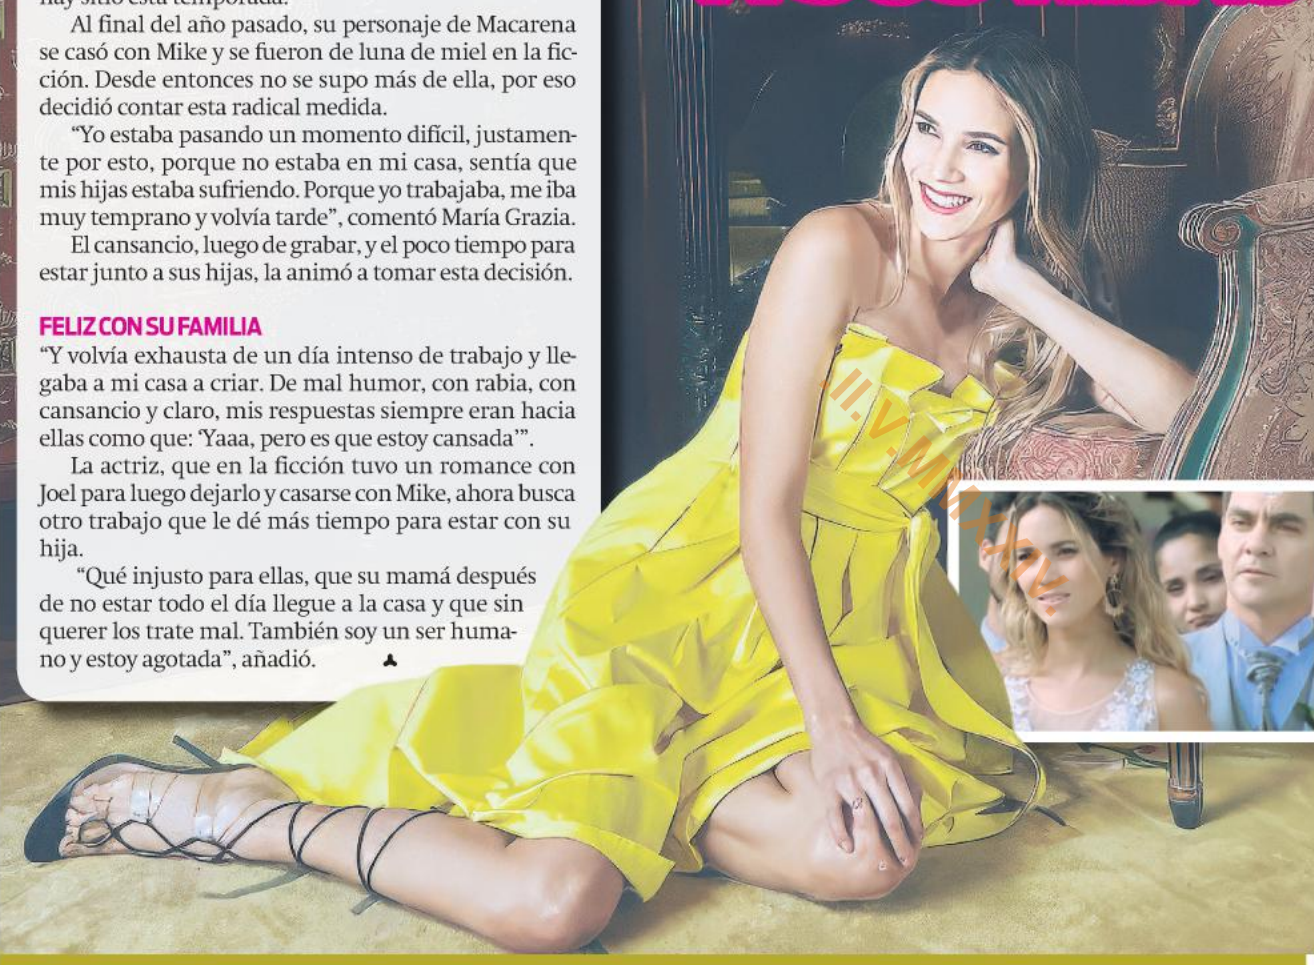 hay sitio esta temporada.
Al final del año pasado, su personaje de Macarena
se casó con Mike y se fueron de luna de miel en la fic-
ción. Desde entonces no se supo más de ella, por eso
decidió contar esta radical medida.
“Yo estaba pasando un momento difícil, justamen-
te por esto, porque no estaba en mi casa, sentía que
mis hijas estaba sufriendo. Porque yo trabajaba, me iba
muy temprano y volvía tarde”, comentó María Grazia.
El cansancio, luego de grabar, y el poco tiempo para
estar junto a sus hijas, la animó a tomar esta decisión.
FELIZ CON SU FAMILIA
“Y volvía exhausta de un día intenso de trabajo y lle-
gaba a mi casa a criar. De mal humor, con rabia, con
cansancio y claro, mis respuestas siempre eran hacia
ellas como que: ‘Yaaa, pero es que estoy cansada’”.
La actriz, que en la ficción tuvo un romance con
Joel para luego dejarlo y casarse con Mike, ahora busca
otro trabajo que le dé más tiempo para estar con su
hija.
“Qué injusto para ellas, que su mamá después
de no estar todo el día llegue a la casa y que sin
querer los trate mal. También soy un ser huma-
no y estoy agotada”, añadió.
III.V.MMXXIV.